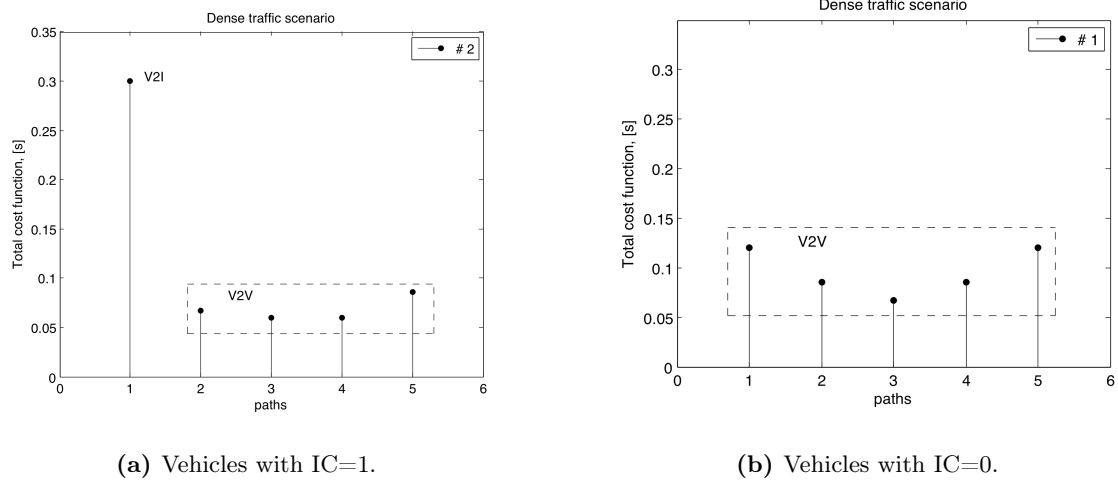 Dense traffic scenario
# 2
V2I
V2V
Total cost function, [s]
0.35
0.3
0.25
0.2
0.15
0.1
0.05
0
0 1 2 3 4 5 6
paths
(a) Vehicles with IC=1.
Dense traffic scenario
# 1
V2V
Total cost function, [s]
0.3
0.25
0.2
0.15
0.1
0.05
0
0 1 2 3 4 5 6
paths
(b) Vehicles with IC=0.